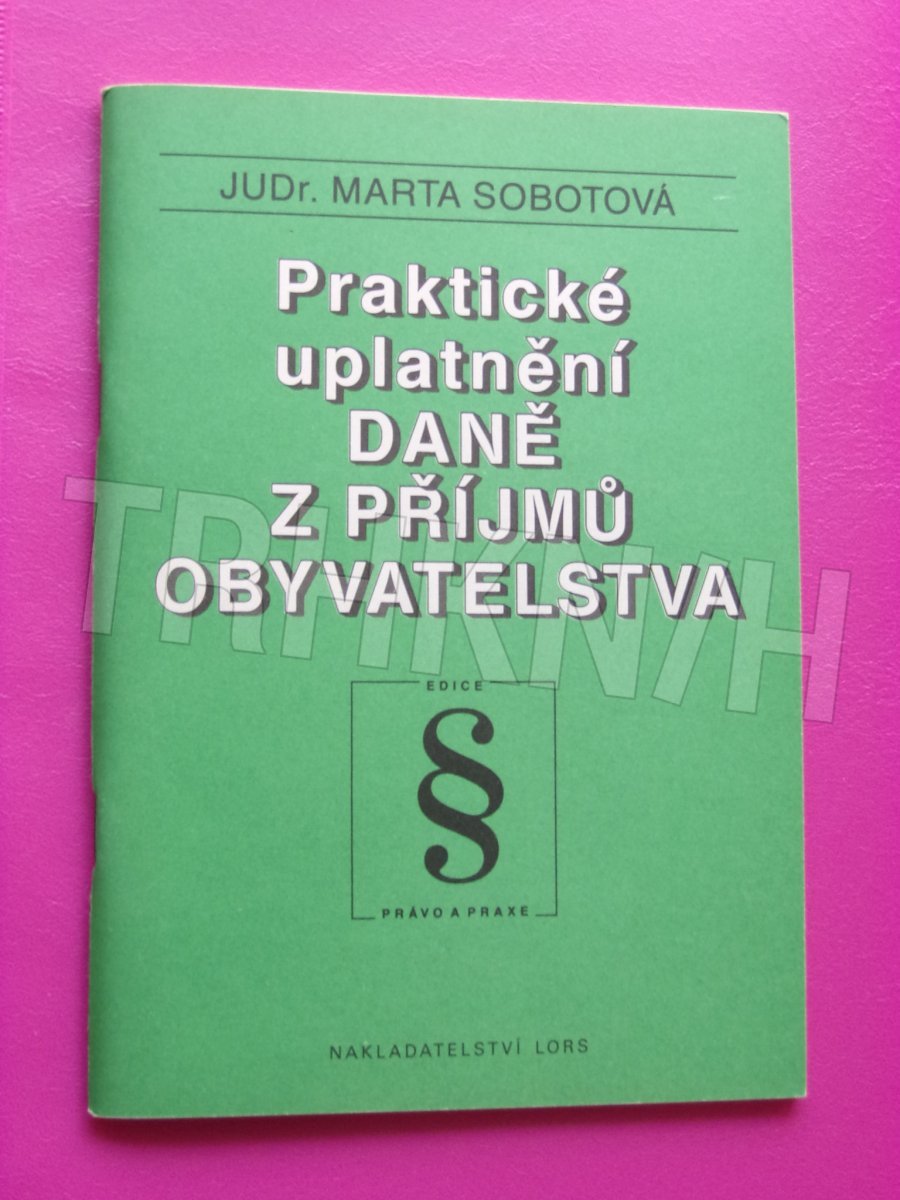 JUDr. MARTA SOBOTOVÁ
Praktické
uplatnění
DANĚ
Z PŘÍJMŮ
OBYVATELSTVA
EDICE
§
PRÁVO A PRAXE
NAKLADATELSTVÍ LORS